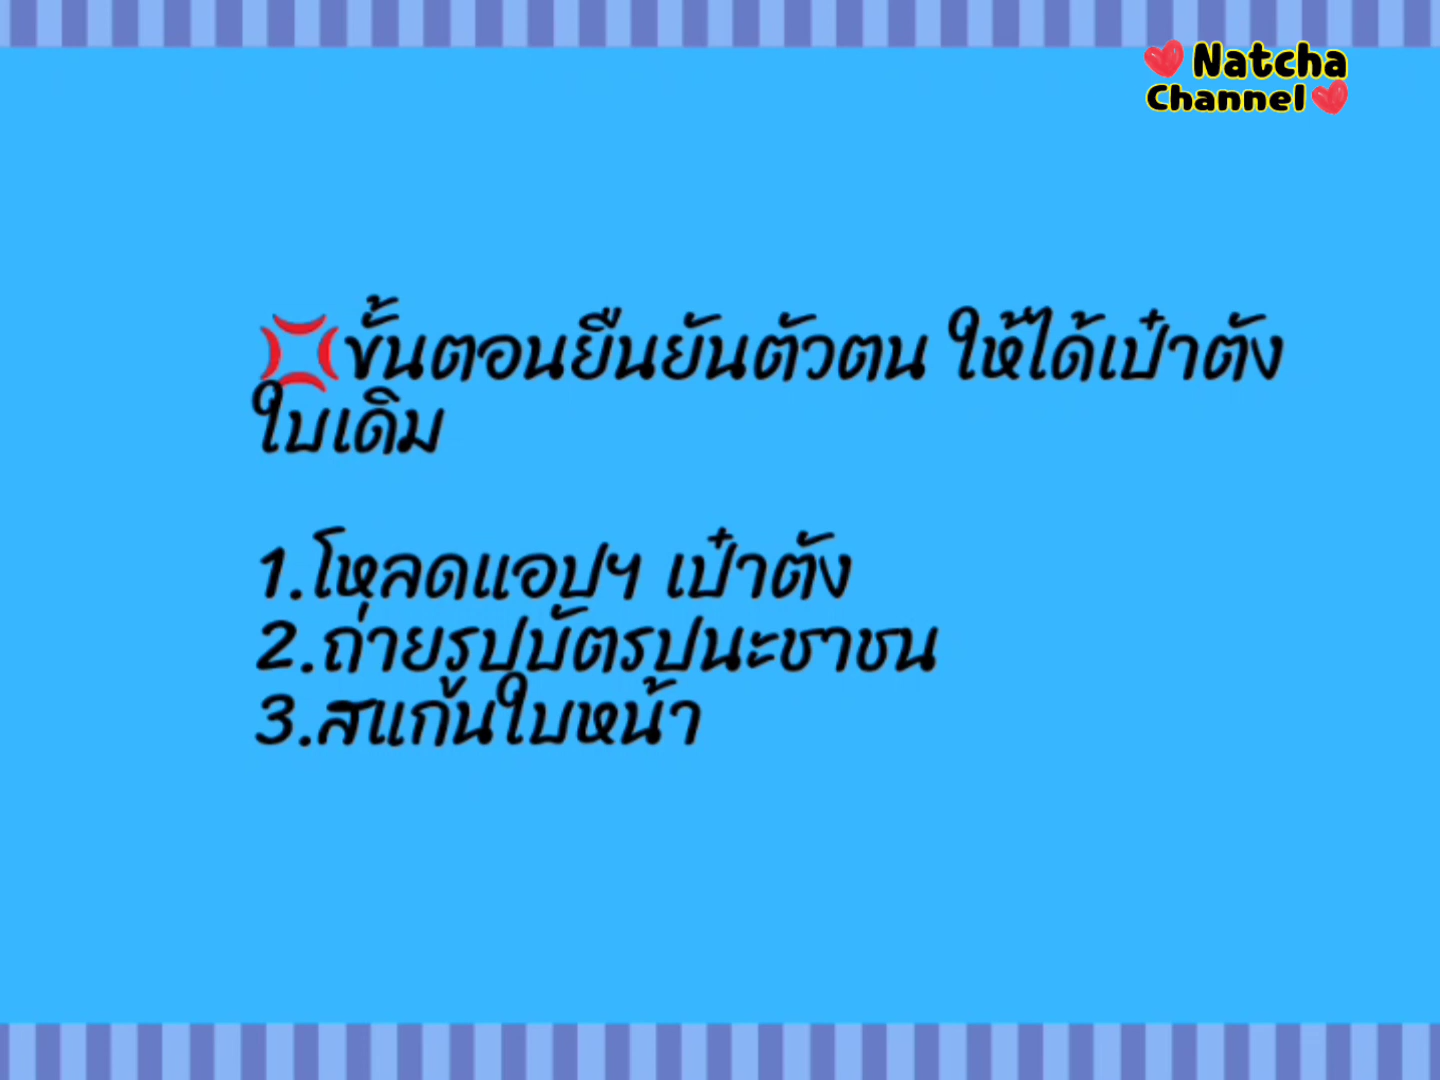 Natcha
Channel
💢ขั้นตอนยืนยันตัวตน ให้ได้เป๋าตัง
ใบเดิม
1.โหลดแอปฯ เป๋าตัง
2.ถ่ายรูปบัตรปนะชาชน
3.สแกนใบหน้า